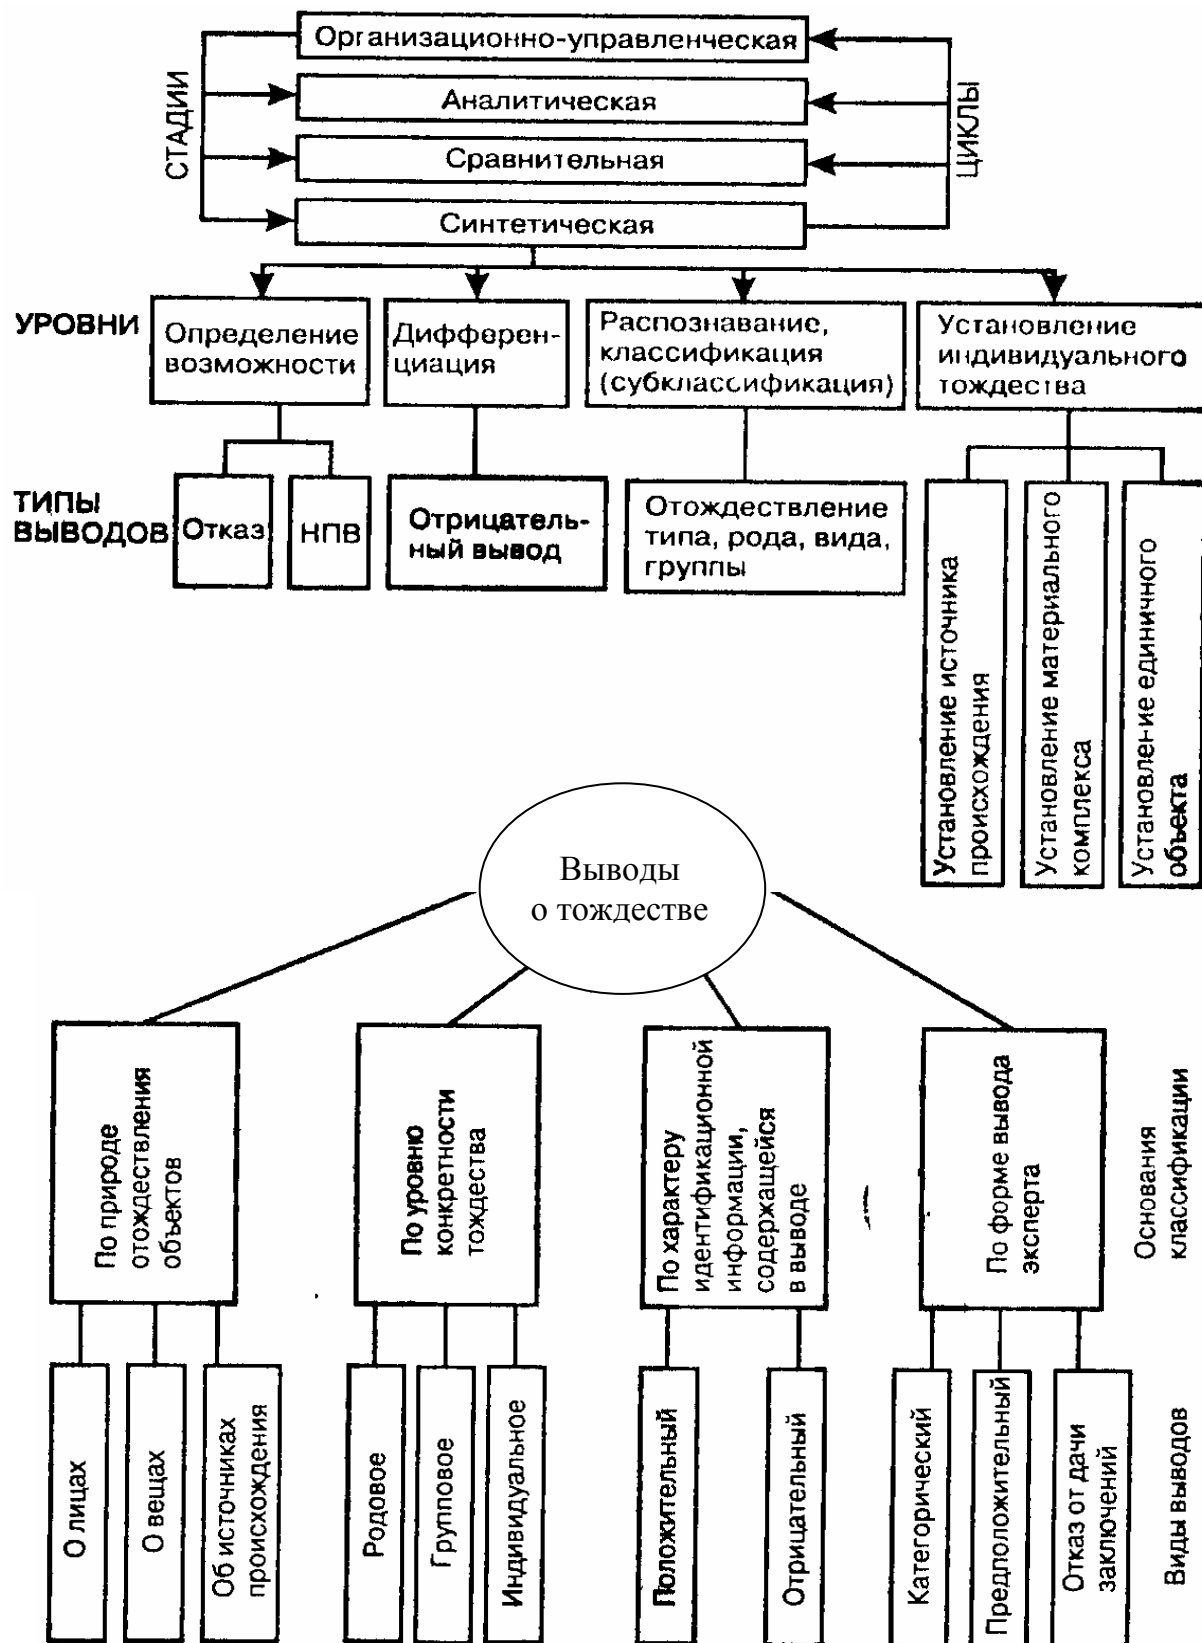 Организационно-управленческая
Аналитическая
Сравнительная
Синтетическая
СТАДИИ
ЦИКЛЫ
УРОВНИ
Определение
возможности
Дифферен-
циация
Распознавание,
классификация
(субклассификация)
Установление
индивидуального
тождества
ТИПЫ
ВЫВОДОВ
Отказ
НПВ
Отрицатель-
ный вывод
Отождествление
типа, рода, вида,
группы
Установление источника
происхождения
Установление материального
комплекса
Установление единичного
объекта
Выводы
о тождестве
По природе
отождествления
объектов
По уровню
конкретности
тождества
По характеру
идентификационной
информации,
содержащейся
в выводе
По форме вывода
эксперта
Основания
классификации
О лицах
О вещах
Об источниках
происхождения
Родовое
Групповое
Индивидуальное
Положительный
Отрицательный
Категорический
Предположительный
Отказ от дачи
заключений
Виды выводов